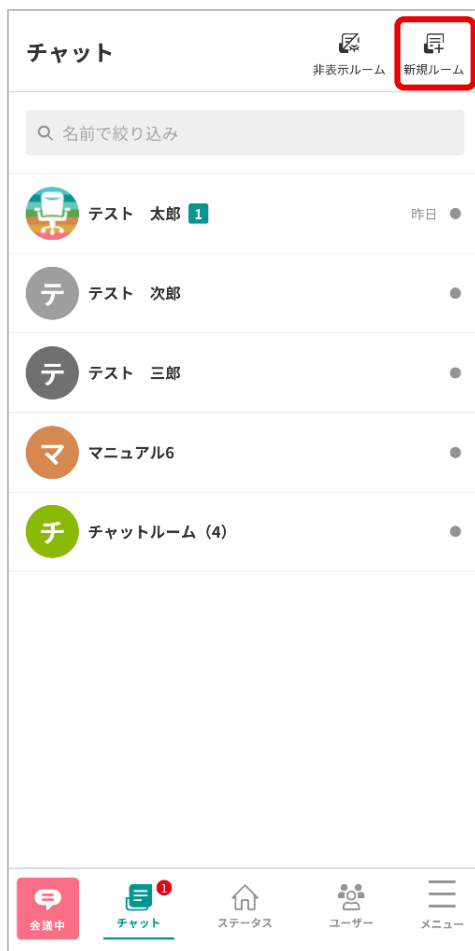 チャット
非表示ルーム
新規ルーム
名前で絞り込み
テスト　太郎 1
昨日
テ
テスト　次郎
テ
テスト　三郎
マ
マニュアル6
チ
チャットルーム（4）
1
会議中
チャット
ステータス
ユーザー
メニュー